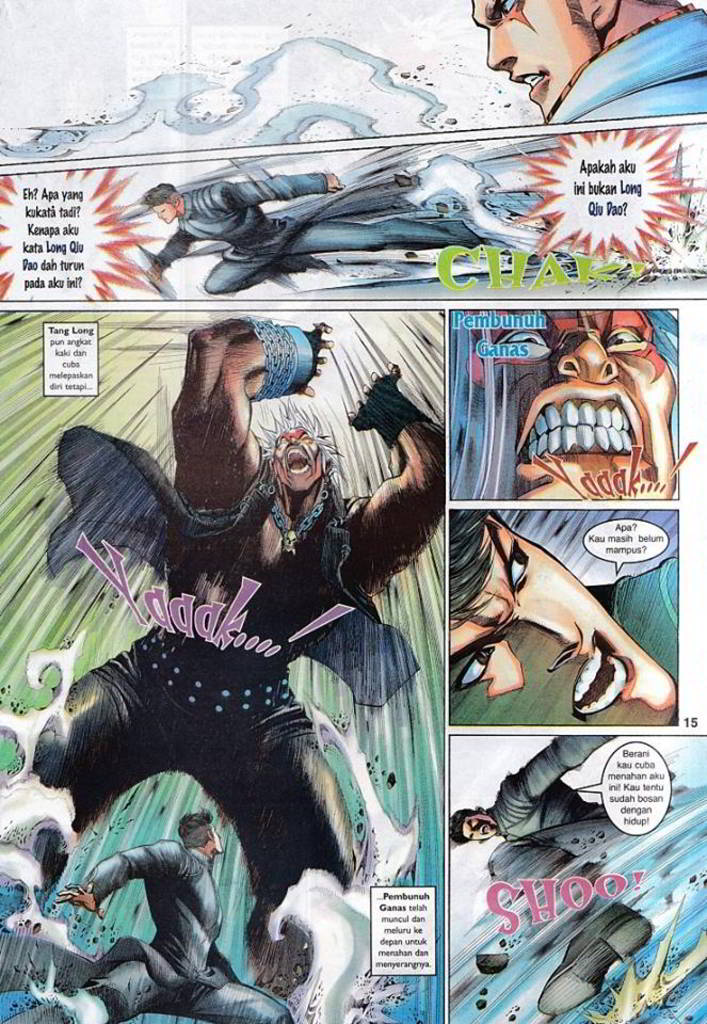 Eh? Apa yang
kukata tadi?
Kenapa aku
kata Long Qiu
Dao dah turun
pada aku ini?
Apakah aku
ini bukan Long
Qiu Dao?
CHAK!
Tang Long
pun angkat
kaki dan
cuba
melepaskan
diri tetapi...
Yaaak....!
...Pembunuh
Ganas telah
muncul dan
meluru ke
depan untuk
menahan dan
menyerangnya.
Pembunuh
Ganas
Yaaak....!
Apa?
Kau masih belum
mampus?
15
Berani
kau cuba
menahan aku
ini! Kau tentu
sudah bosan
dengan
hidup!
SHOO!